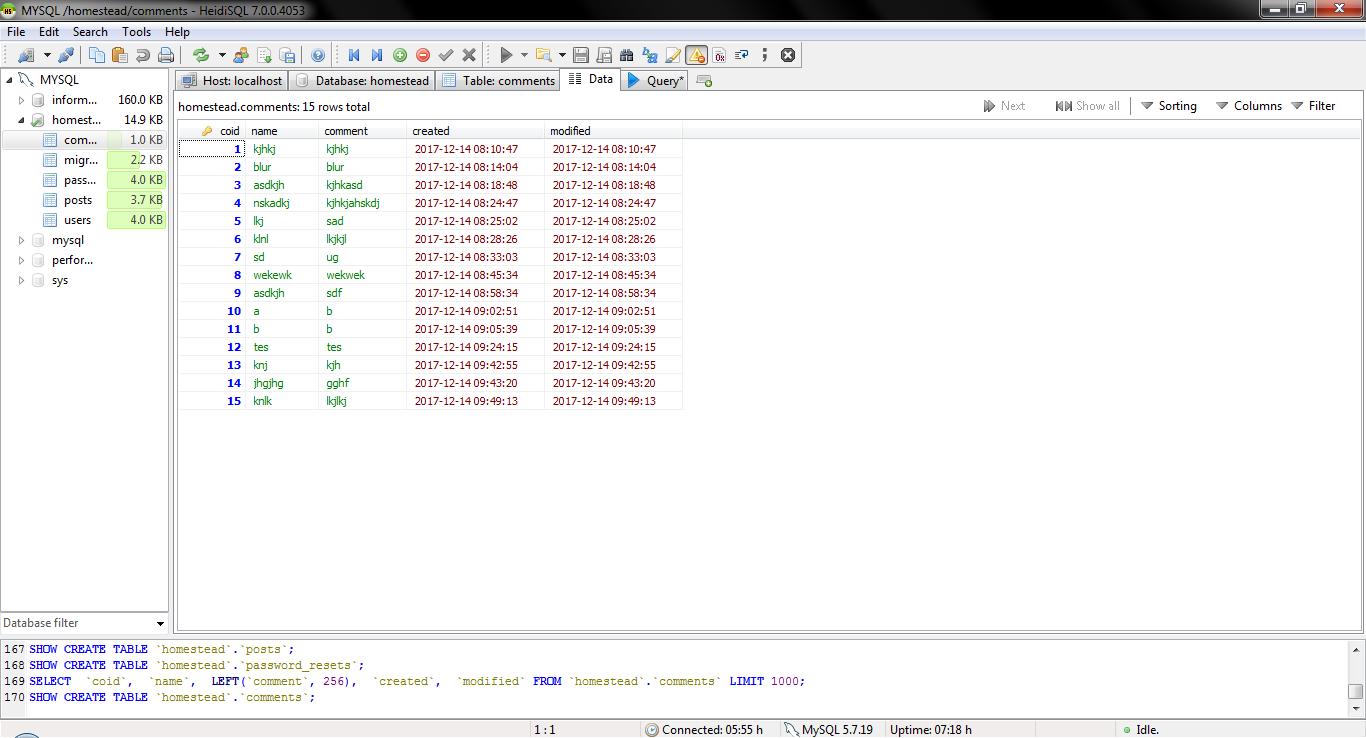 MYSQL /homestead/comments - HeidiSQL 7.0.0.4053
File Edit Search Tools Help
MYSQL
inform... 160.0 KB
homest... 14.9 KB
com... 1.0 KB
migr... 2.2 KB
pass... 4.0 KB
posts 3.7 KB
users 4.0 KB
mysql
perfor...
sys
Database filter
Host: localhost Database: homestead Table: comments Data Query*
homestead.comments: 15 rows total Next Show all Sorting Columns Filter
coid name comment created modified
1 kjhkj kjhkj 2017-12-14 08:10:47 2017-12-14 08:10:47
2 blur blur 2017-12-14 08:14:04 2017-12-14 08:14:04
3 asdkjh kjhkasd 2017-12-14 08:18:48 2017-12-14 08:18:48
4 nskadkj kjhkjahskdj 2017-12-14 08:24:47 2017-12-14 08:24:47
5 lkj sad 2017-12-14 08:25:02 2017-12-14 08:25:02
6 klnl lkjkjl 2017-12-14 08:28:26 2017-12-14 08:28:26
7 sd ug 2017-12-14 08:33:03 2017-12-14 08:33:03
8 wekewk wekwek 2017-12-14 08:45:34 2017-12-14 08:45:34
9 asdkjh sdf 2017-12-14 08:58:34 2017-12-14 08:58:34
10 a b 2017-12-14 09:02:51 2017-12-14 09:02:51
11 b b 2017-12-14 09:05:39 2017-12-14 09:05:39
12 tes tes 2017-12-14 09:24:15 2017-12-14 09:24:15
13 knj kjh 2017-12-14 09:42:55 2017-12-14 09:42:55
14 jhgjhg gghf 2017-12-14 09:43:20 2017-12-14 09:43:20
15 knlk lkjlkj 2017-12-14 09:49:13 2017-12-14 09:49:13
167 SHOW CREATE TABLE `homestead`.`posts`;
168 SHOW CREATE TABLE `homestead`.`password_resets`;
169 SELECT `coid`, `name`, LEFT(`comment`, 256), `created`, `modified` FROM `homestead`.`comments` LIMIT 1000;
170 SHOW CREATE TABLE `homestead`.`comments`;
1 : 1 Connected: 05:55 h MySQL 5.7.19 Uptime: 07:18 h Idle.